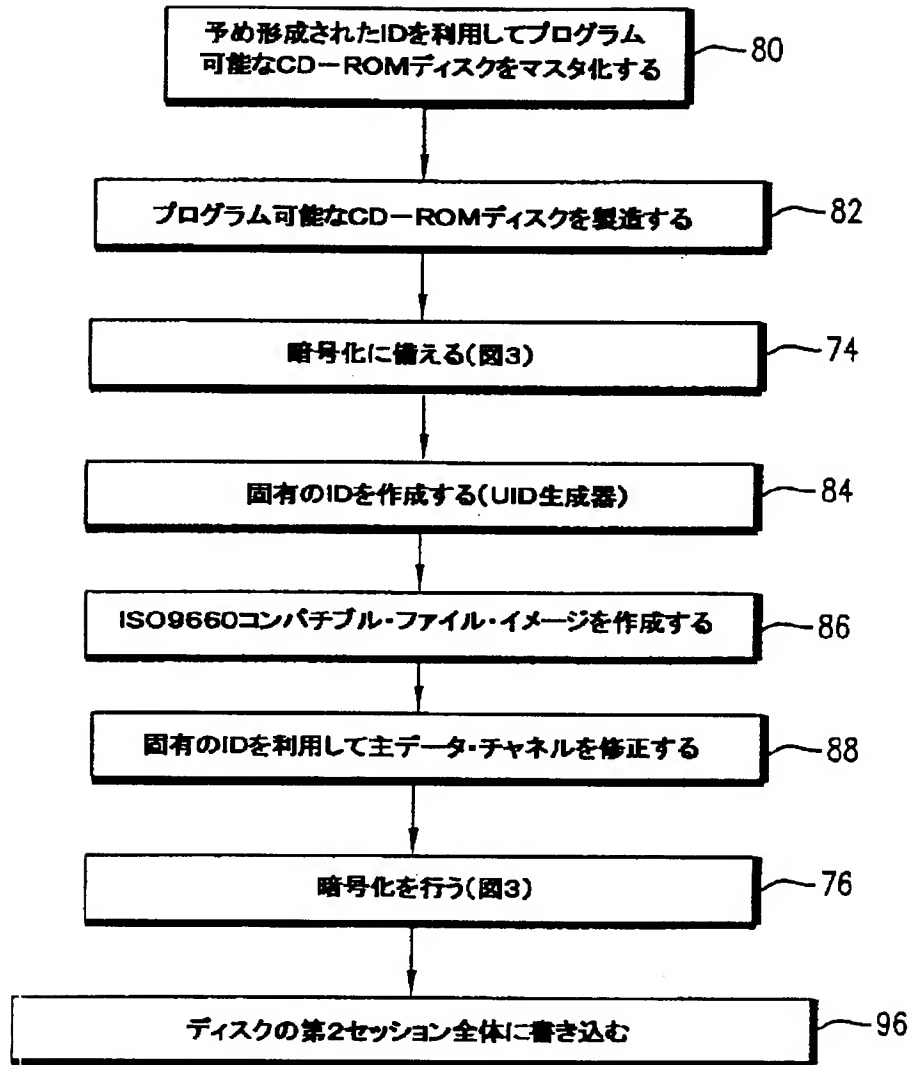 予め形成されたIDを利用してプログラム
可能なCD－ROMディスクをマスタ化する
80
プログラム可能なCD－ROMディスクを製造する
82
暗号化に備える(図3)
74
固有のIDを作成する(UID生成器)
84
ISO9660コンパチブル・ファイル・イメージを作成する
86
固有のIDを利用して主データ・チャネルを修正する
88
暗号化を行う(図3)
76
ディスクの第2セッション全体に書き込む
96